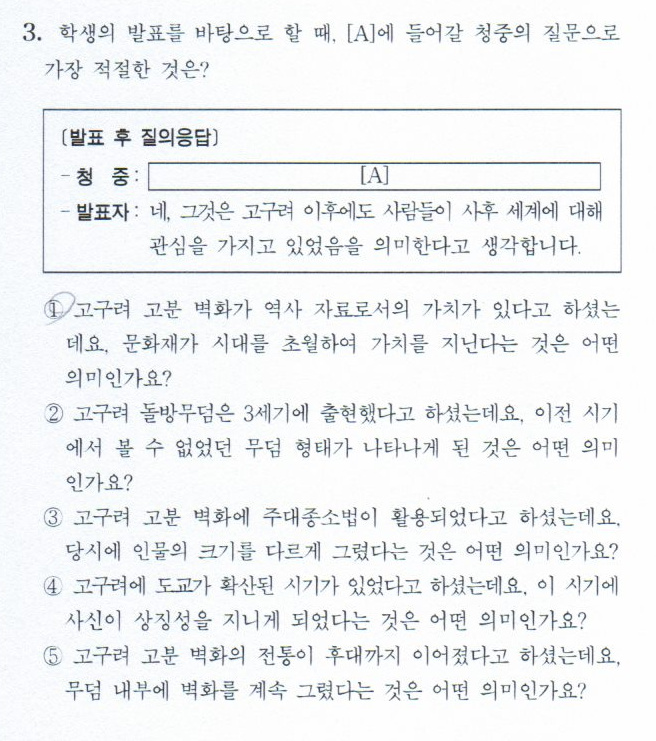 3. 학생의 발표를 바탕으로 할 때, [A]에 들어갈 청중의 질문으로
가장 적절한 것은?
〔발표 후 질의응답〕
- 청 중 : [A]
- 발표자 : 네, 그것은 고구려 이후에도 사람들이 사후 세계에 대해
관심을 가지고 있었음을 의미한다고 생각합니다.
① 고구려 고분 벽화가 역사 자료로서의 가치가 있다고 하셨는
데요, 문화재가 시대를 초월하여 가치를 지닌다는 것은 어떤
의미인가요?
② 고구려 돌방무덤은 3세기에 출현했다고 하셨는데요, 이전 시기
에서 볼 수 없었던 무덤 형태가 나타나게 된 것은 어떤 의미
인가요?
③ 고구려 고분 벽화에 주대종소법이 활용되었다고 하셨는데요,
당시에 인물의 크기를 다르게 그렸다는 것은 어떤 의미인가요?
④ 고구려에 도교가 확산된 시기가 있었다고 하셨는데요, 이 시기에
사신이 상징성을 지니게 되었다는 것은 어떤 의미인가요?
⑤ 고구려 고분 벽화의 전통이 후대까지 이어졌다고 하셨는데요,
무덤 내부에 벽화를 계속 그렸다는 것은 어떤 의미인가요?